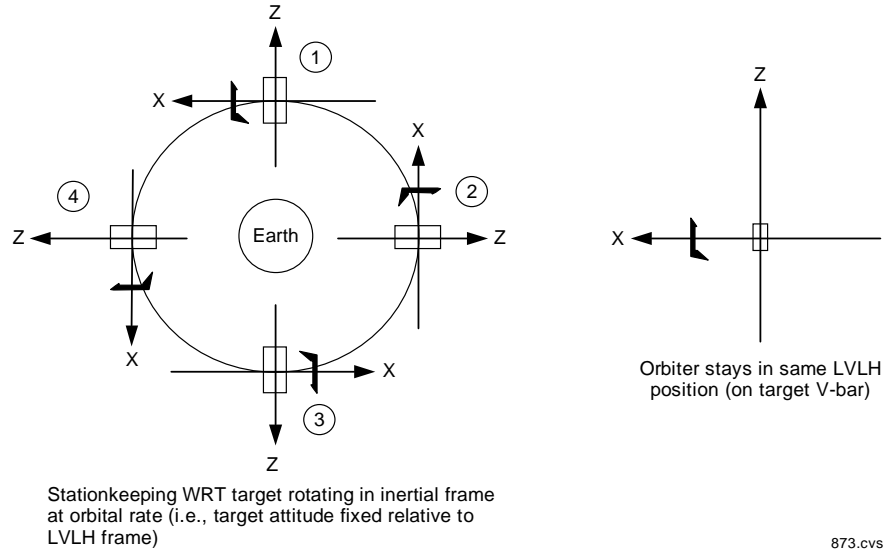 Z
1
X
X
2
Z
4
Z
Earth
X
Z
X
3
Z
X
Orbiter stays in same LVLH
position (on target V-bar)
Stationkeeping WRT target rotating in inertial frame
at orbital rate (i.e., target attitude fixed relative to
LVLH frame)
873.cvs